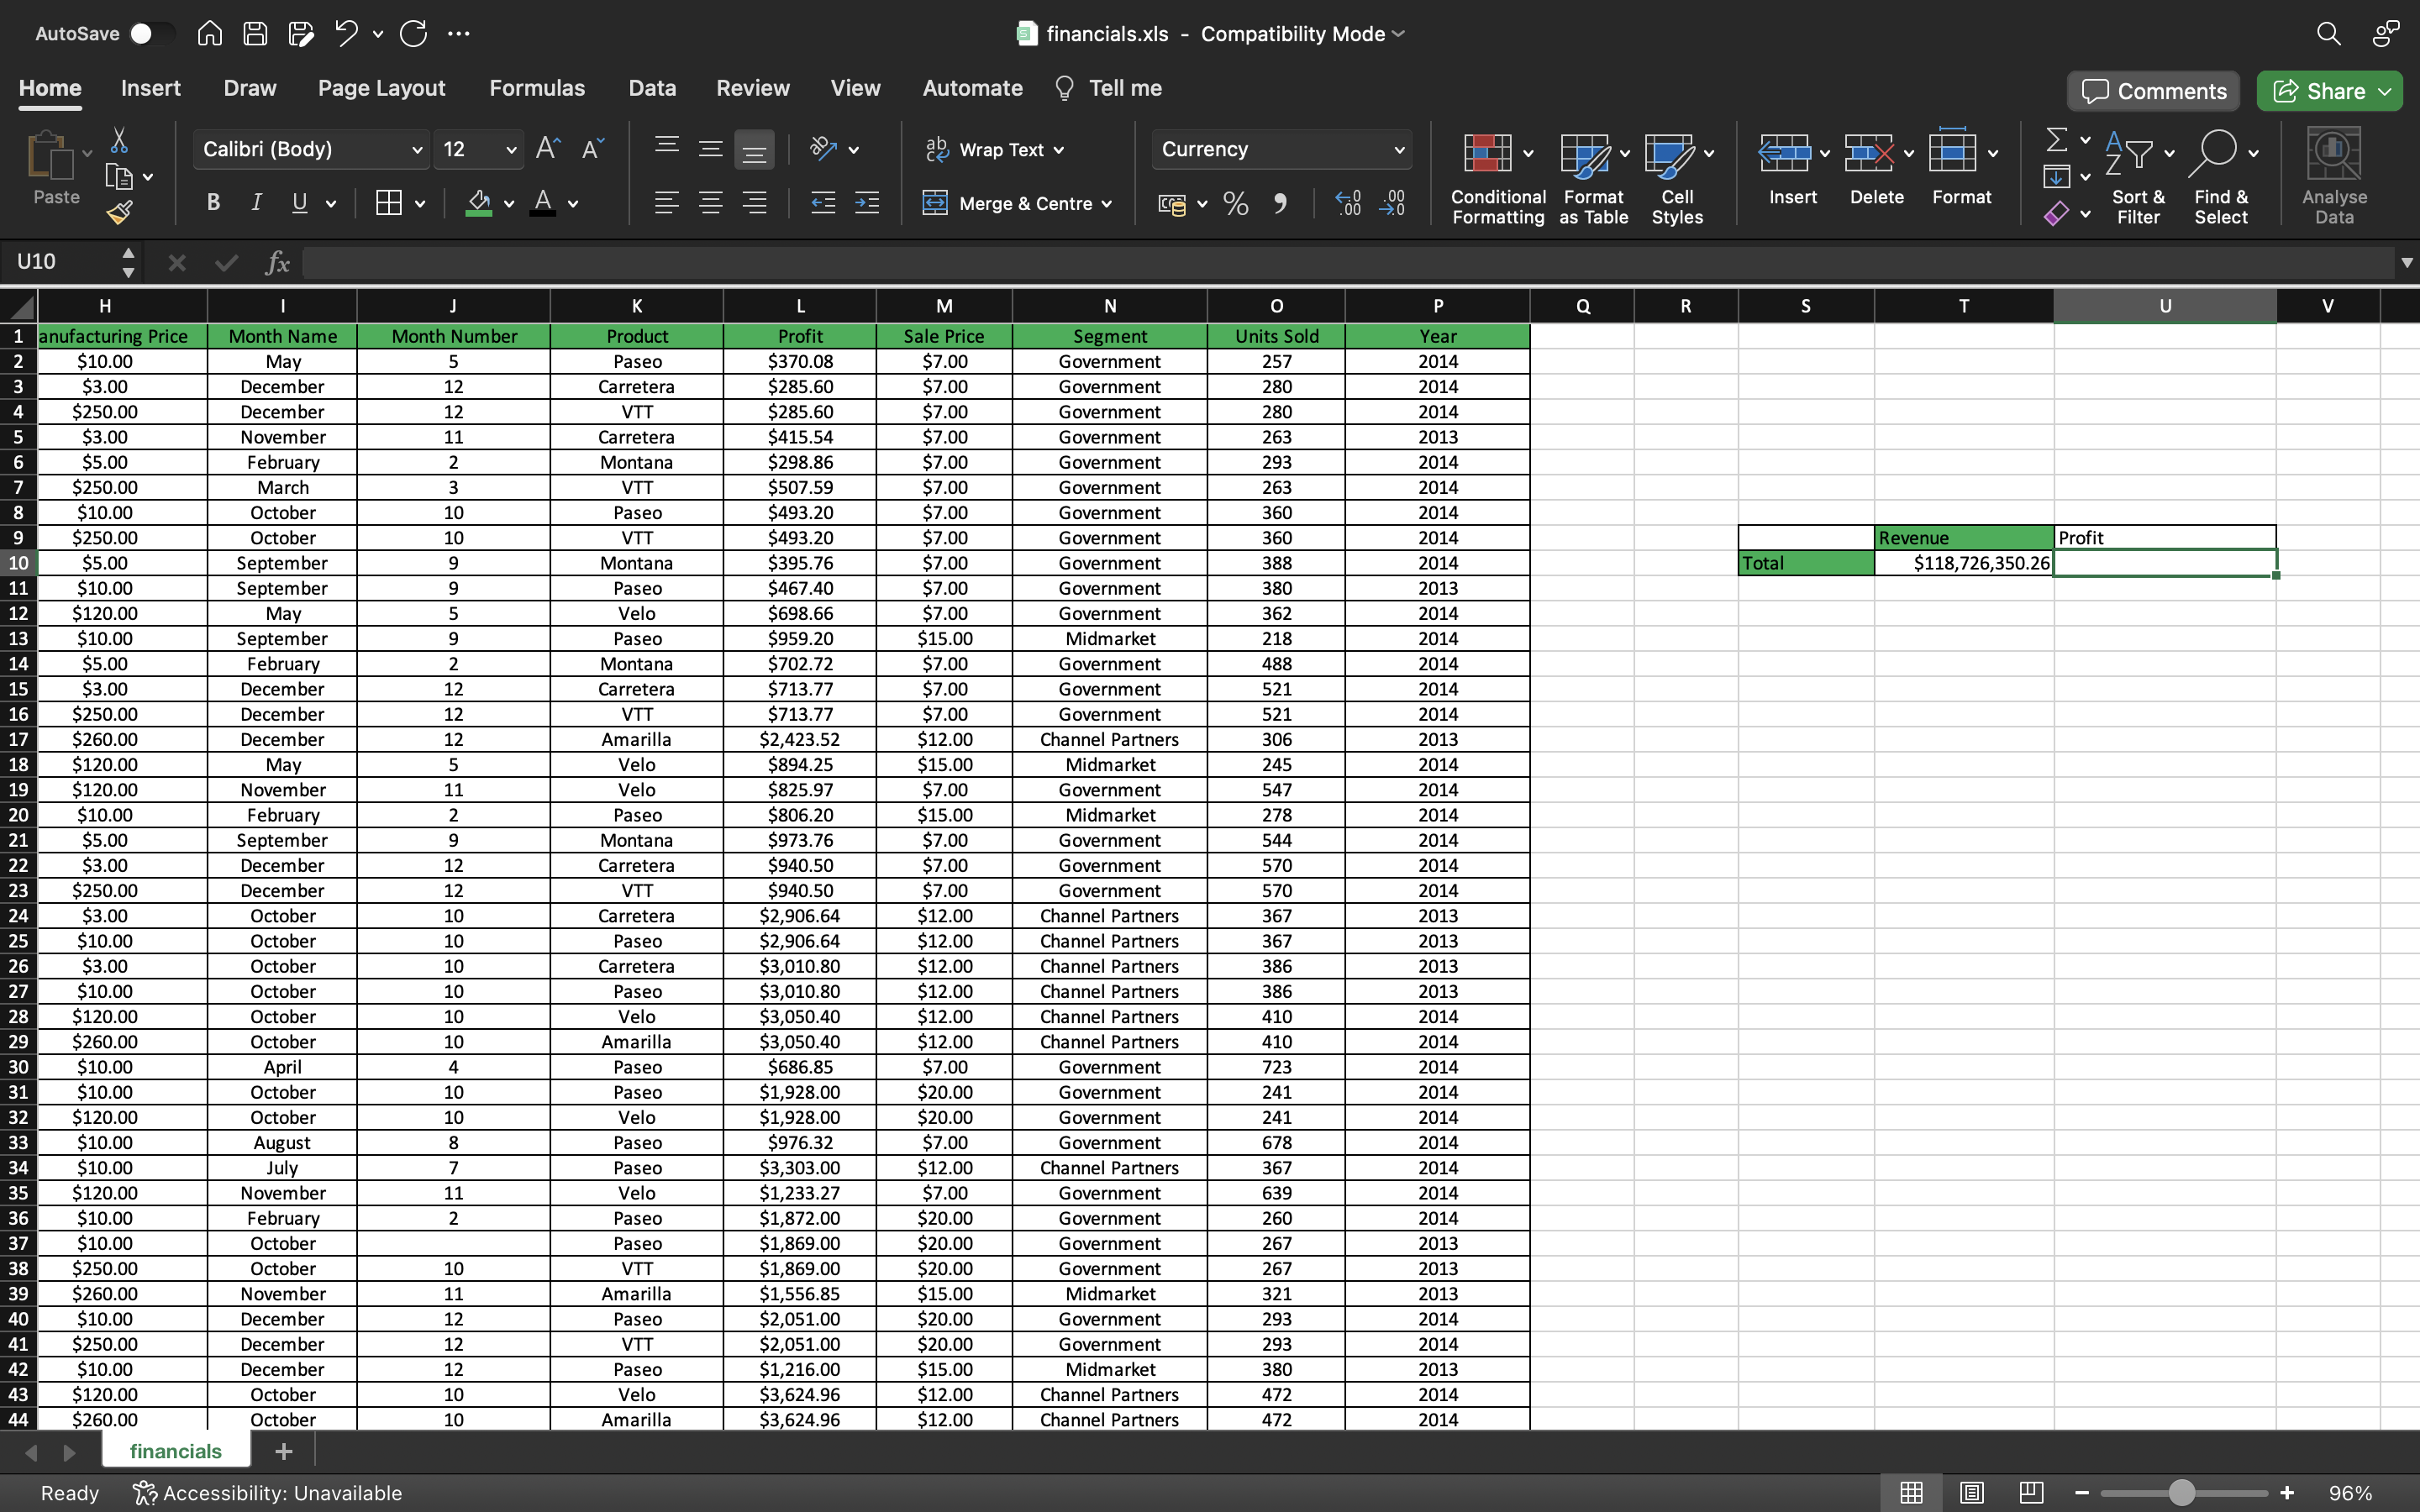 AutoSave financials.xls - Compatibility Mode
Home Insert Draw Page Layout Formulas Data Review View Automate Tell me Comments Share
Paste Calibri (Body) 12 Wrap Text Currency Conditional Formatting Format as Table Cell Styles Insert Delete Format Sort & Filter Find & Select Analyse Data
B I U A Merge & Centre
U10 fx
H I J K L M N O P Q R S T U V
1 anufacturing Price Month Name Month Number Product Profit Sale Price Segment Units Sold Year
2 $10.00 May 5 Paseo $370.08 $7.00 Government 257 2014
3 $3.00 December 12 Carretera $285.60 $7.00 Government 280 2014
4 $250.00 December 12 VTT $285.60 $7.00 Government 280 2014
5 $3.00 November 11 Carretera $415.54 $7.00 Government 263 2013
6 $5.00 February 2 Montana $298.86 $7.00 Government 293 2014
7 $250.00 March 3 VTT $507.59 $7.00 Government 263 2014
8 $10.00 October 10 Paseo $493.20 $7.00 Government 360 2014
9 $250.00 October 10 VTT $493.20 $7.00 Government 360 2014 Revenue Profit
10 $5.00 September 9 Montana $395.76 $7.00 Government 388 2014 Total $118,726,350.26
11 $10.00 September 9 Paseo $467.40 $7.00 Government 380 2013
12 $120.00 May 5 Velo $698.66 $7.00 Government 362 2014
13 $10.00 September 9 Paseo $959.20 $15.00 Midmarket 218 2014
14 $5.00 February 2 Montana $702.72 $7.00 Government 488 2014
15 $3.00 December 12 Carretera $713.77 $7.00 Government 521 2014
16 $250.00 December 12 VTT $713.77 $7.00 Government 521 2014
17 $260.00 December 12 Amarilla $2,423.52 $12.00 Channel Partners 306 2013
18 $120.00 May 5 Velo $894.25 $15.00 Midmarket 245 2014
19 $120.00 November 11 Velo $825.97 $7.00 Government 547 2014
20 $10.00 February 2 Paseo $806.20 $15.00 Midmarket 278 2014
21 $5.00 September 9 Montana $973.76 $7.00 Government 544 2014
22 $3.00 December 12 Carretera $940.50 $7.00 Government 570 2014
23 $250.00 December 12 VTT $940.50 $7.00 Government 570 2014
24 $3.00 October 10 Carretera $2,906.64 $12.00 Channel Partners 367 2013
25 $10.00 October 10 Paseo $2,906.64 $12.00 Channel Partners 367 2013
26 $3.00 October 10 Carretera $3,010.80 $12.00 Channel Partners 386 2013
27 $10.00 October 10 Paseo $3,010.80 $12.00 Channel Partners 386 2013
28 $120.00 October 10 Velo $3,050.40 $12.00 Channel Partners 410 2014
29 $260.00 October 10 Amarilla $3,050.40 $12.00 Channel Partners 410 2014
30 $10.00 April 4 Paseo $686.85 $7.00 Government 723 2014
31 $10.00 October 10 Paseo $1,928.00 $20.00 Government 241 2014
32 $120.00 October 10 Velo $1,928.00 $20.00 Government 241 2014
33 $10.00 August 8 Paseo $976.32 $7.00 Government 678 2014
34 $10.00 July 7 Paseo $3,303.00 $12.00 Channel Partners 367 2014
35 $120.00 November 11 Velo $1,233.27 $7.00 Government 639 2014
36 $10.00 February 2 Paseo $1,872.00 $20.00 Government 260 2014
37 $10.00 October Paseo $1,869.00 $20.00 Government 267 2013
38 $250.00 October 10 VTT $1,869.00 $20.00 Government 267 2013
39 $260.00 November 11 Amarilla $1,556.85 $15.00 Midmarket 321 2013
40 $10.00 December 12 Paseo $2,051.00 $20.00 Government 293 2014
41 $250.00 December 12 VTT $2,051.00 $20.00 Government 293 2014
42 $10.00 December 12 Paseo $1,216.00 $15.00 Midmarket 380 2013
43 $120.00 October 10 Velo $3,624.96 $12.00 Channel Partners 472 2014
44 $260.00 October 10 Amarilla $3,624.96 $12.00 Channel Partners 472 2014
financials +
Ready Accessibility: Unavailable 96%